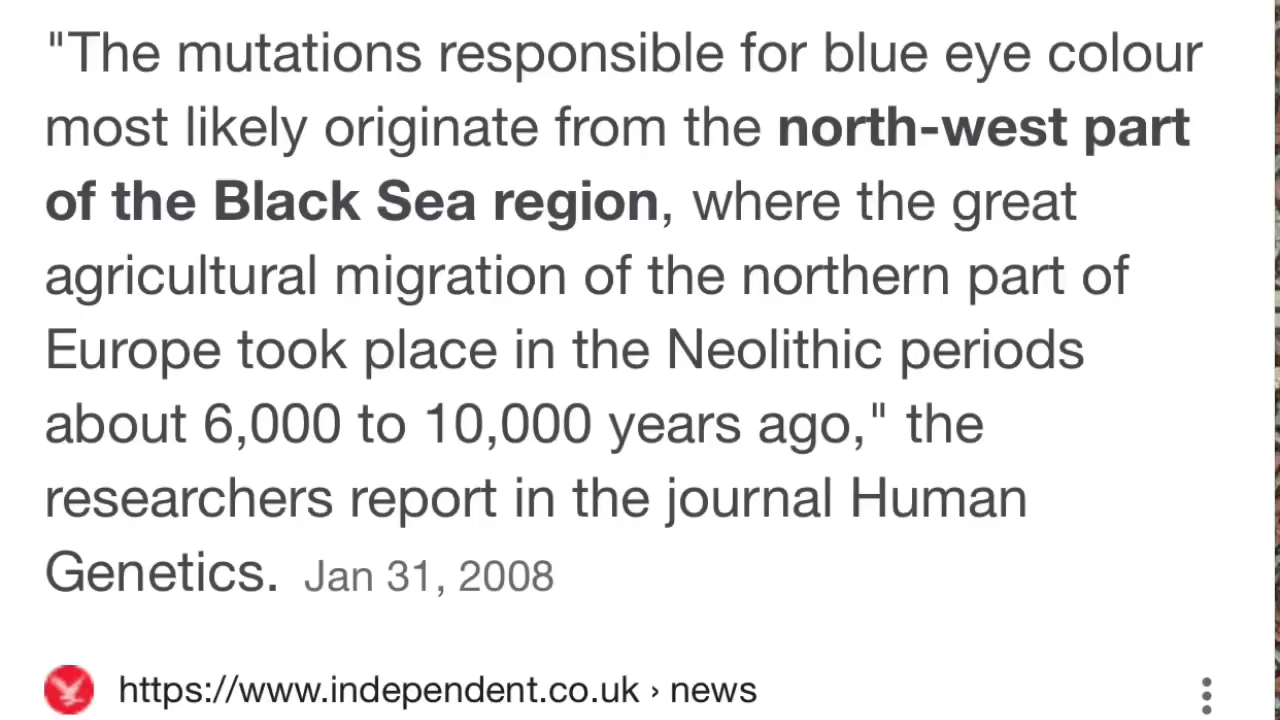 "The mutations responsible for blue eye colour
most likely originate from the north-west part
of the Black Sea region, where the great
agricultural migration of the northern part of
Europe took place in the Neolithic periods
about 6,000 to 10,000 years ago," the
researchers report in the journal Human
Genetics. Jan 31, 2008
https://www.independent.co.uk › news